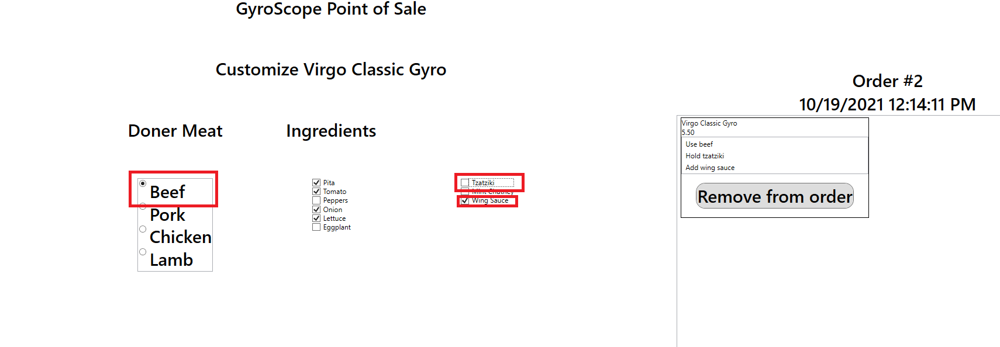 GyroScope Point of Sale
Customize Virgo Classic Gyro
Doner Meat
Beef
Pork
Chicken
Lamb
Ingredients
Pita
Tomato
Peppers
Onion
Lettuce
Eggplant
Tzatziki
Mint Chutney
Wing Sauce
Order #2
10/19/2021 12:14:11 PM
Virgo Classic Gyro
5.50
Use beef
Hold tzatziki
Add wing sauce
Remove from order